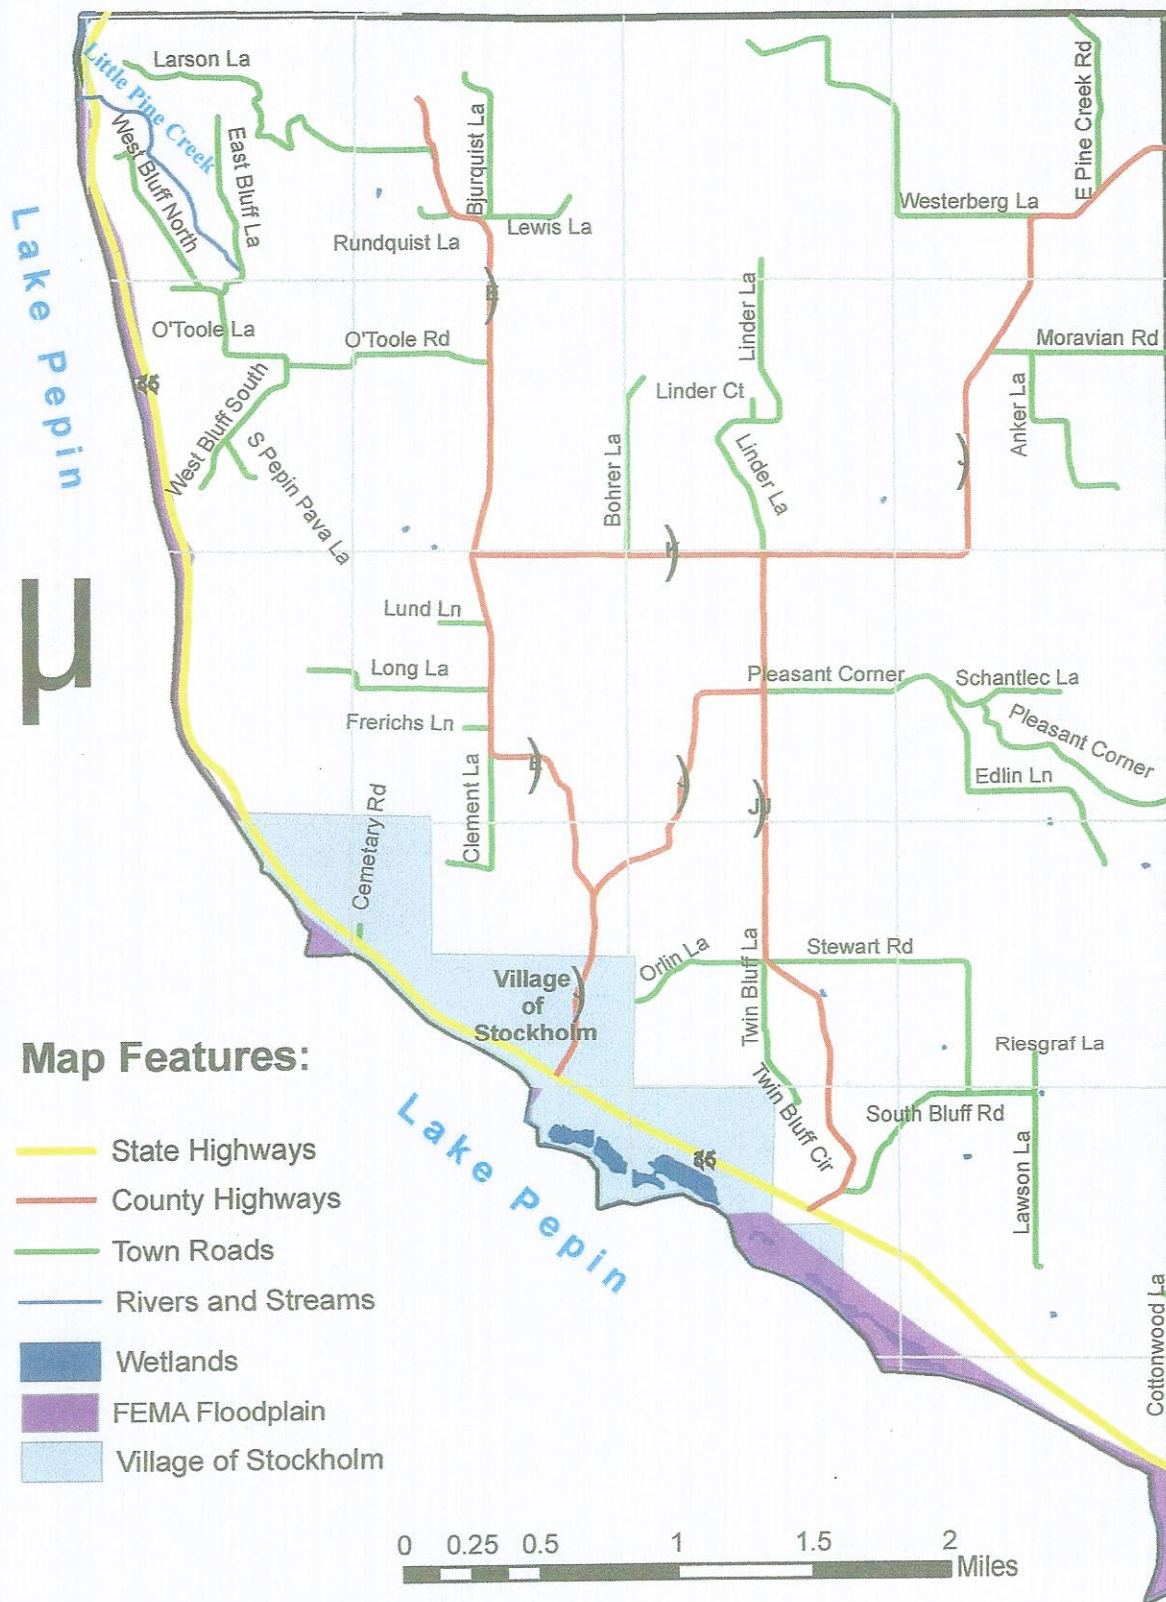 Larson La
Little Pine Creek
West Bluff North
East Bluff La
Bjurquist La
Rundquist La
Lewis La
E Pine Creek Rd
Westerberg La
Lake Pepin
E
O'Toole La
O'Toole Rd
Linder La
Moravian Rd
35
West Bluff South
S Pepin Pava La
Linder Ct
Bohrer La
Linder La
Anker La
J
K
µ
Lund Ln
Long La
Frerichs Ln
Pleasant Corner
Schantlec La
Pleasant Corner
Edlin Ln
E
J
JJ
Clement La
Cemetary Rd
Village
of
Stockholm
J
Orlin La
Twin Bluff La
Stewart Rd
Riesgraf La
Twin Bluff Cir
South Bluff Rd
Lawson La
35
Lake Pepin
Cottonwood La
Map Features:
State Highways
County Highways
Town Roads
Rivers and Streams
Wetlands
FEMA Floodplain
Village of Stockholm
0 0.25 0.5 1 1.5 2
Miles